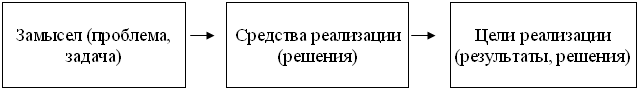 Замысел (проблема,
задача)
Средства реализации
(решения)
Цели реализации
(результаты, решения)